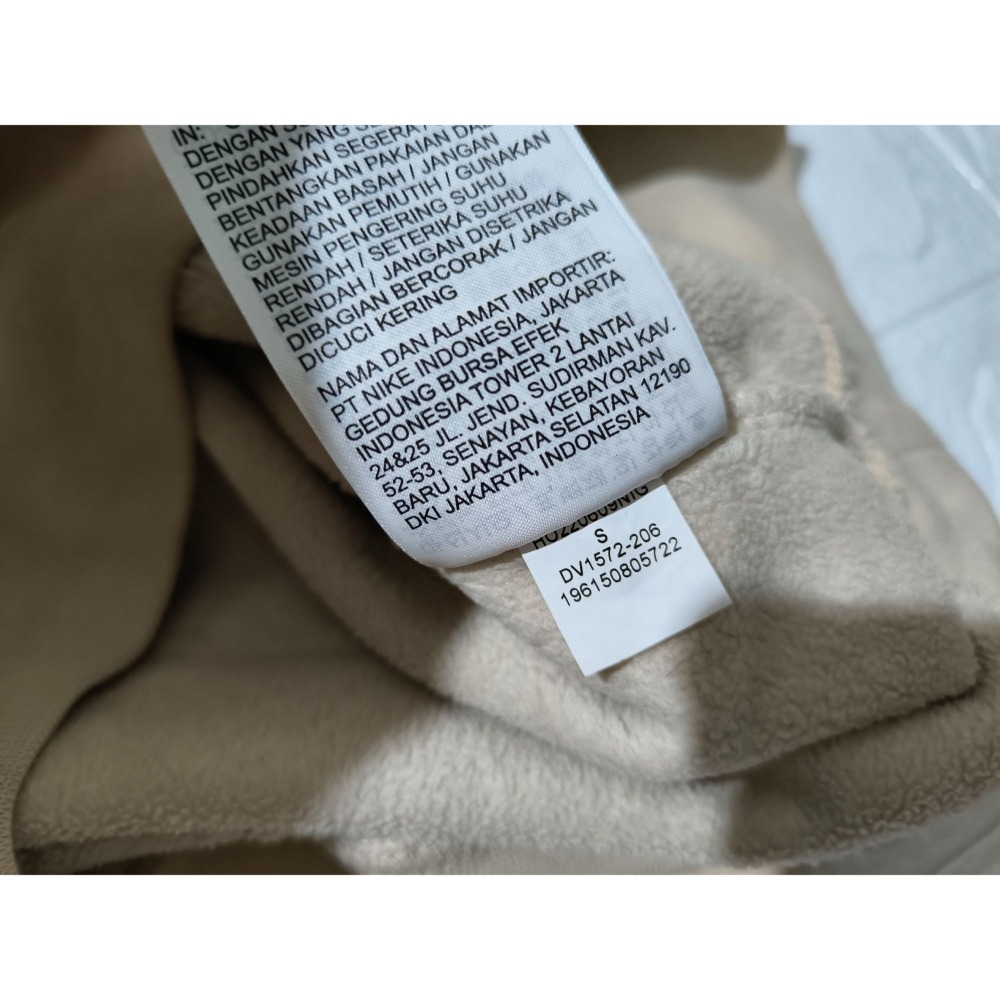 IN:
DENGAN
DENGAN YANG
PINDAHKAN SEGERA
BENTANGKAN PAKAIAN
KEADAAN BASAH / JANGAN
GUNAKAN PEMUTIH / GUNAKAN
MESIN PENGERING SUHU
RENDAH / SETERIKA SUHU
RENDAH / JANGAN DISETRIKA
DIBAGIAN BERCORAK / JANGAN
DICUCI KERING
NAMA DAN ALAMAT IMPORTIR:
PT NIKE INDONESIA, JAKARTA
GEDUNG BURSA EFEK
INDONESIA TOWER 2 LANTAI
24&25 JL. JEND, SUDIRMAN KAV.
52-53, SENAYAN, KEBAYORAN
BARU, JAKARTA SELATAN 12190
DKI JAKARTA, INDONESIA
S
DV1572-206
196150805722